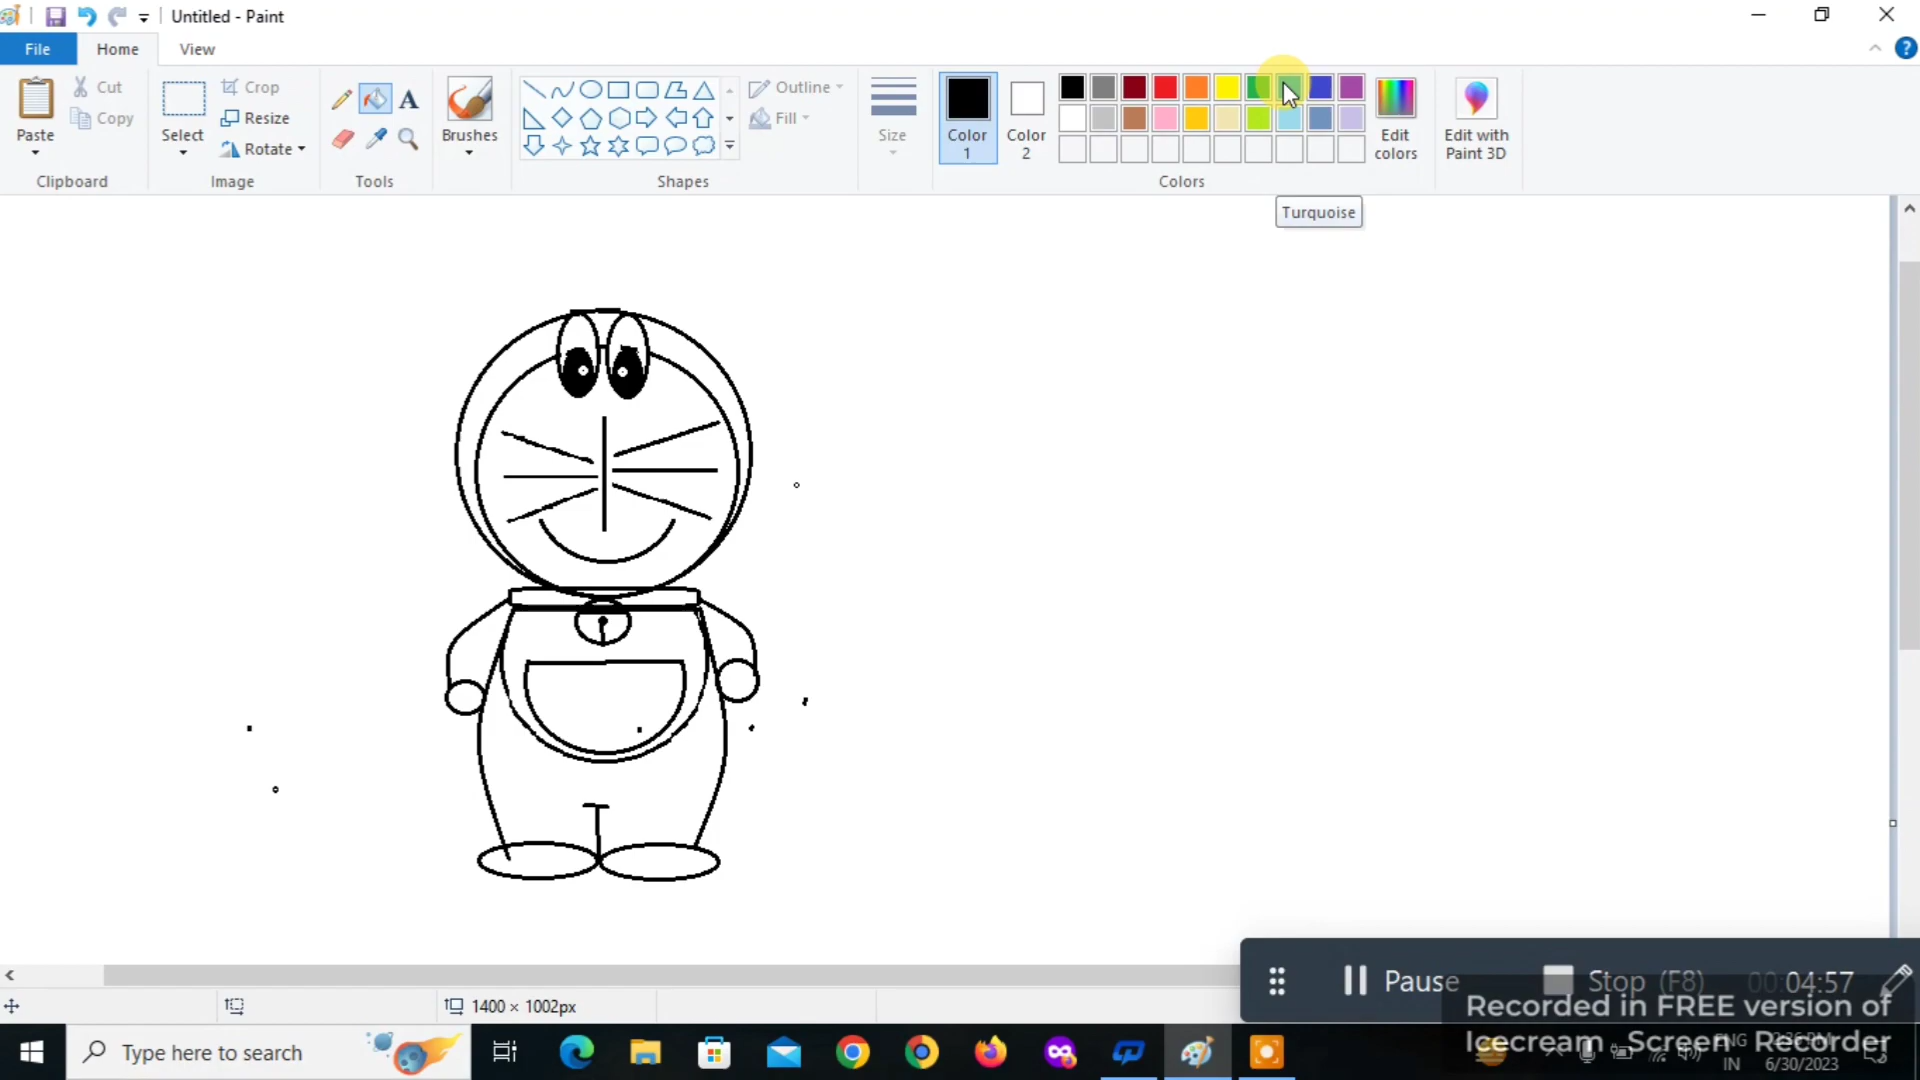 Untitled - Paint
File
Home
View
Paste
Cut
Copy
Clipboard
Select
Crop
Resize
Rotate
Image
A
Tools
Brushes
Shapes
Outline
Fill
Size
Color
1
Color
2
Edit
colors
Colors
Edit with
Paint 3D
Turquoise
1400 × 1002px
Pause
Stop (F8)
00:04:57
Recorded in FREE version of
Icecream Screen Recorder
Type here to search
ENG
IN
6/30/2023